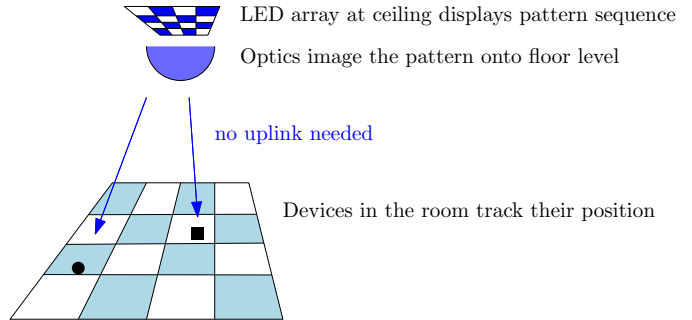 LED array at ceiling displays pattern sequence
Optics image the pattern onto floor level
no uplink needed
Devices in the room track their position